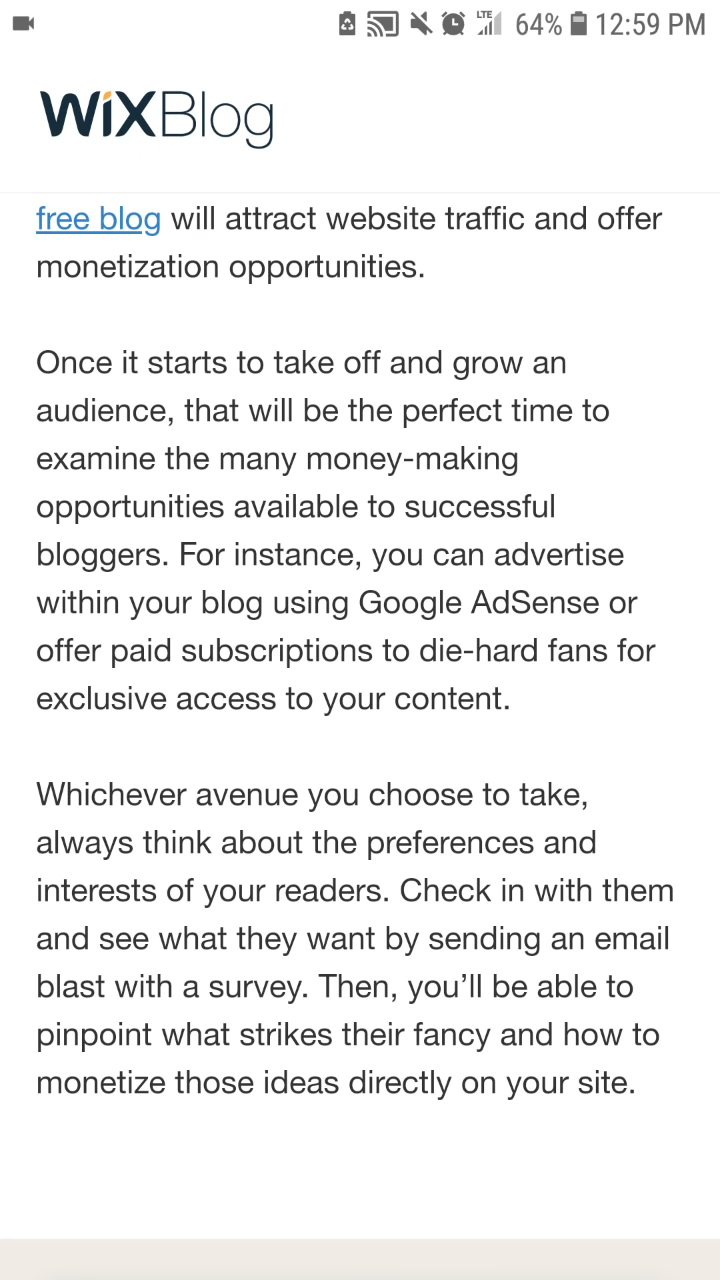 LTE 64% 12:59 PM
WiXBlog
free blog will attract website traffic and offer
monetization opportunities.
Once it starts to take off and grow an
audience, that will be the perfect time to
examine the many money-making
opportunities available to successful
bloggers. For instance, you can advertise
within your blog using Google AdSense or
offer paid subscriptions to die-hard fans for
exclusive access to your content.
Whichever avenue you choose to take,
always think about the preferences and
interests of your readers. Check in with them
and see what they want by sending an email
blast with a survey. Then, you’ll be able to
pinpoint what strikes their fancy and how to
monetize those ideas directly on your site.